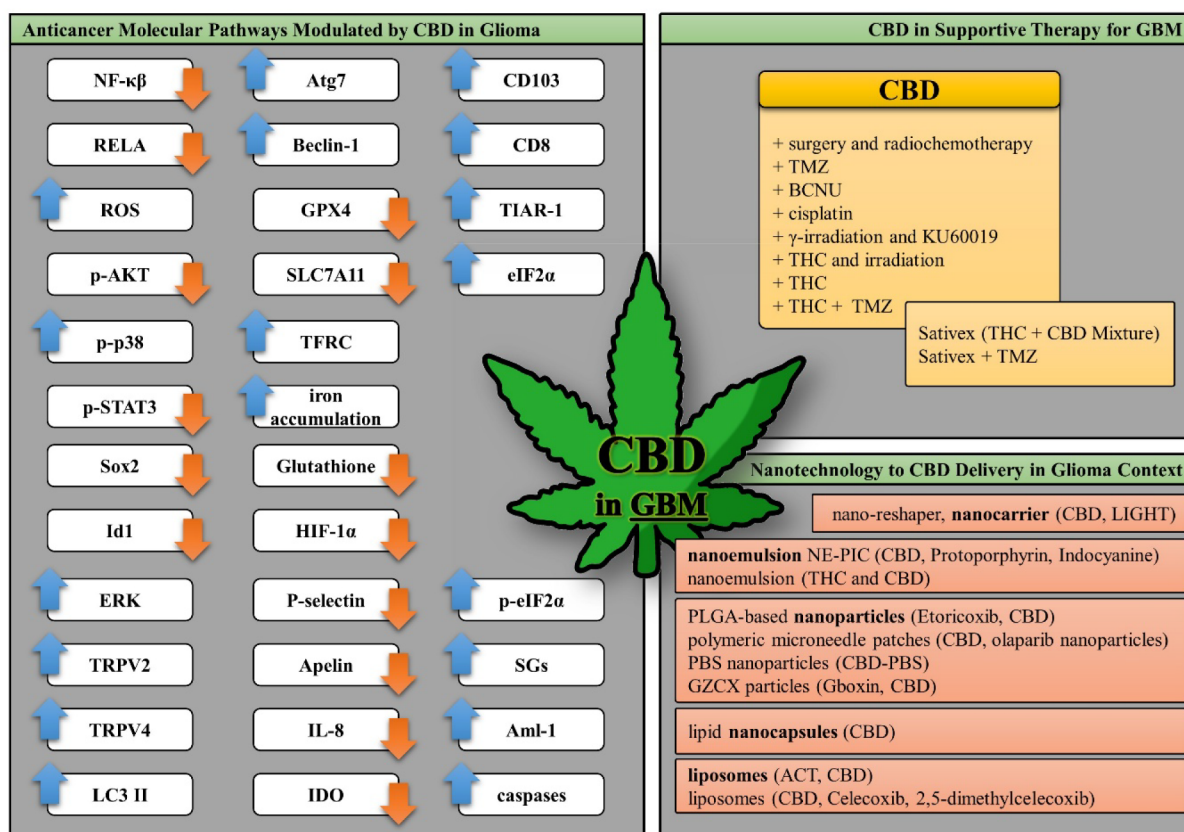 Anticancer Molecular Pathways Modulated by CBD in Glioma
NF-κβ
RELA
ROS
p-AKT
p-p38
p-STAT3
Sox2
Id1
ERK
TRPV2
TRPV4
LC3 II
Atg7
Beclin-1
GPX4
SLC7A11
TFRC
iron
accumulation
Glutathione
HIF-1α
P-selectin
Apelin
IL-8
IDO
CD103
CD8
TIAR-1
eIF2α
p-eIF2α
SGs
Aml-1
caspases
CBD
in GBM
CBD in Supportive Therapy for GBM
CBD
+ surgery and radiochemotherapy
+ TMZ
+ BCNU
+ cisplatin
+ γ-irradiation and KU60019
+ THC and irradiation
+ THC
+ THC + TMZ
Sativex (THC + CBD Mixture)
Sativex + TMZ
Nanotechnology to CBD Delivery in Glioma Context
nano-reshaper, nanocarrier (CBD, LIGHT)
nanoemulsion NE-PIC (CBD, Protoporphyrin, Indocyanine)
nanoemulsion (THC and CBD)
PLGA-based nanoparticles (Etoricoxib, CBD)
polymeric microneedle patches (CBD, olaparib nanoparticles)
PBS nanoparticles (CBD-PBS)
GZCX particles (Gboxin, CBD)
lipid nanocapsules (CBD)
liposomes (ACT, CBD)
liposomes (CBD, Celecoxib, 2,5-dimethylcelecoxib)